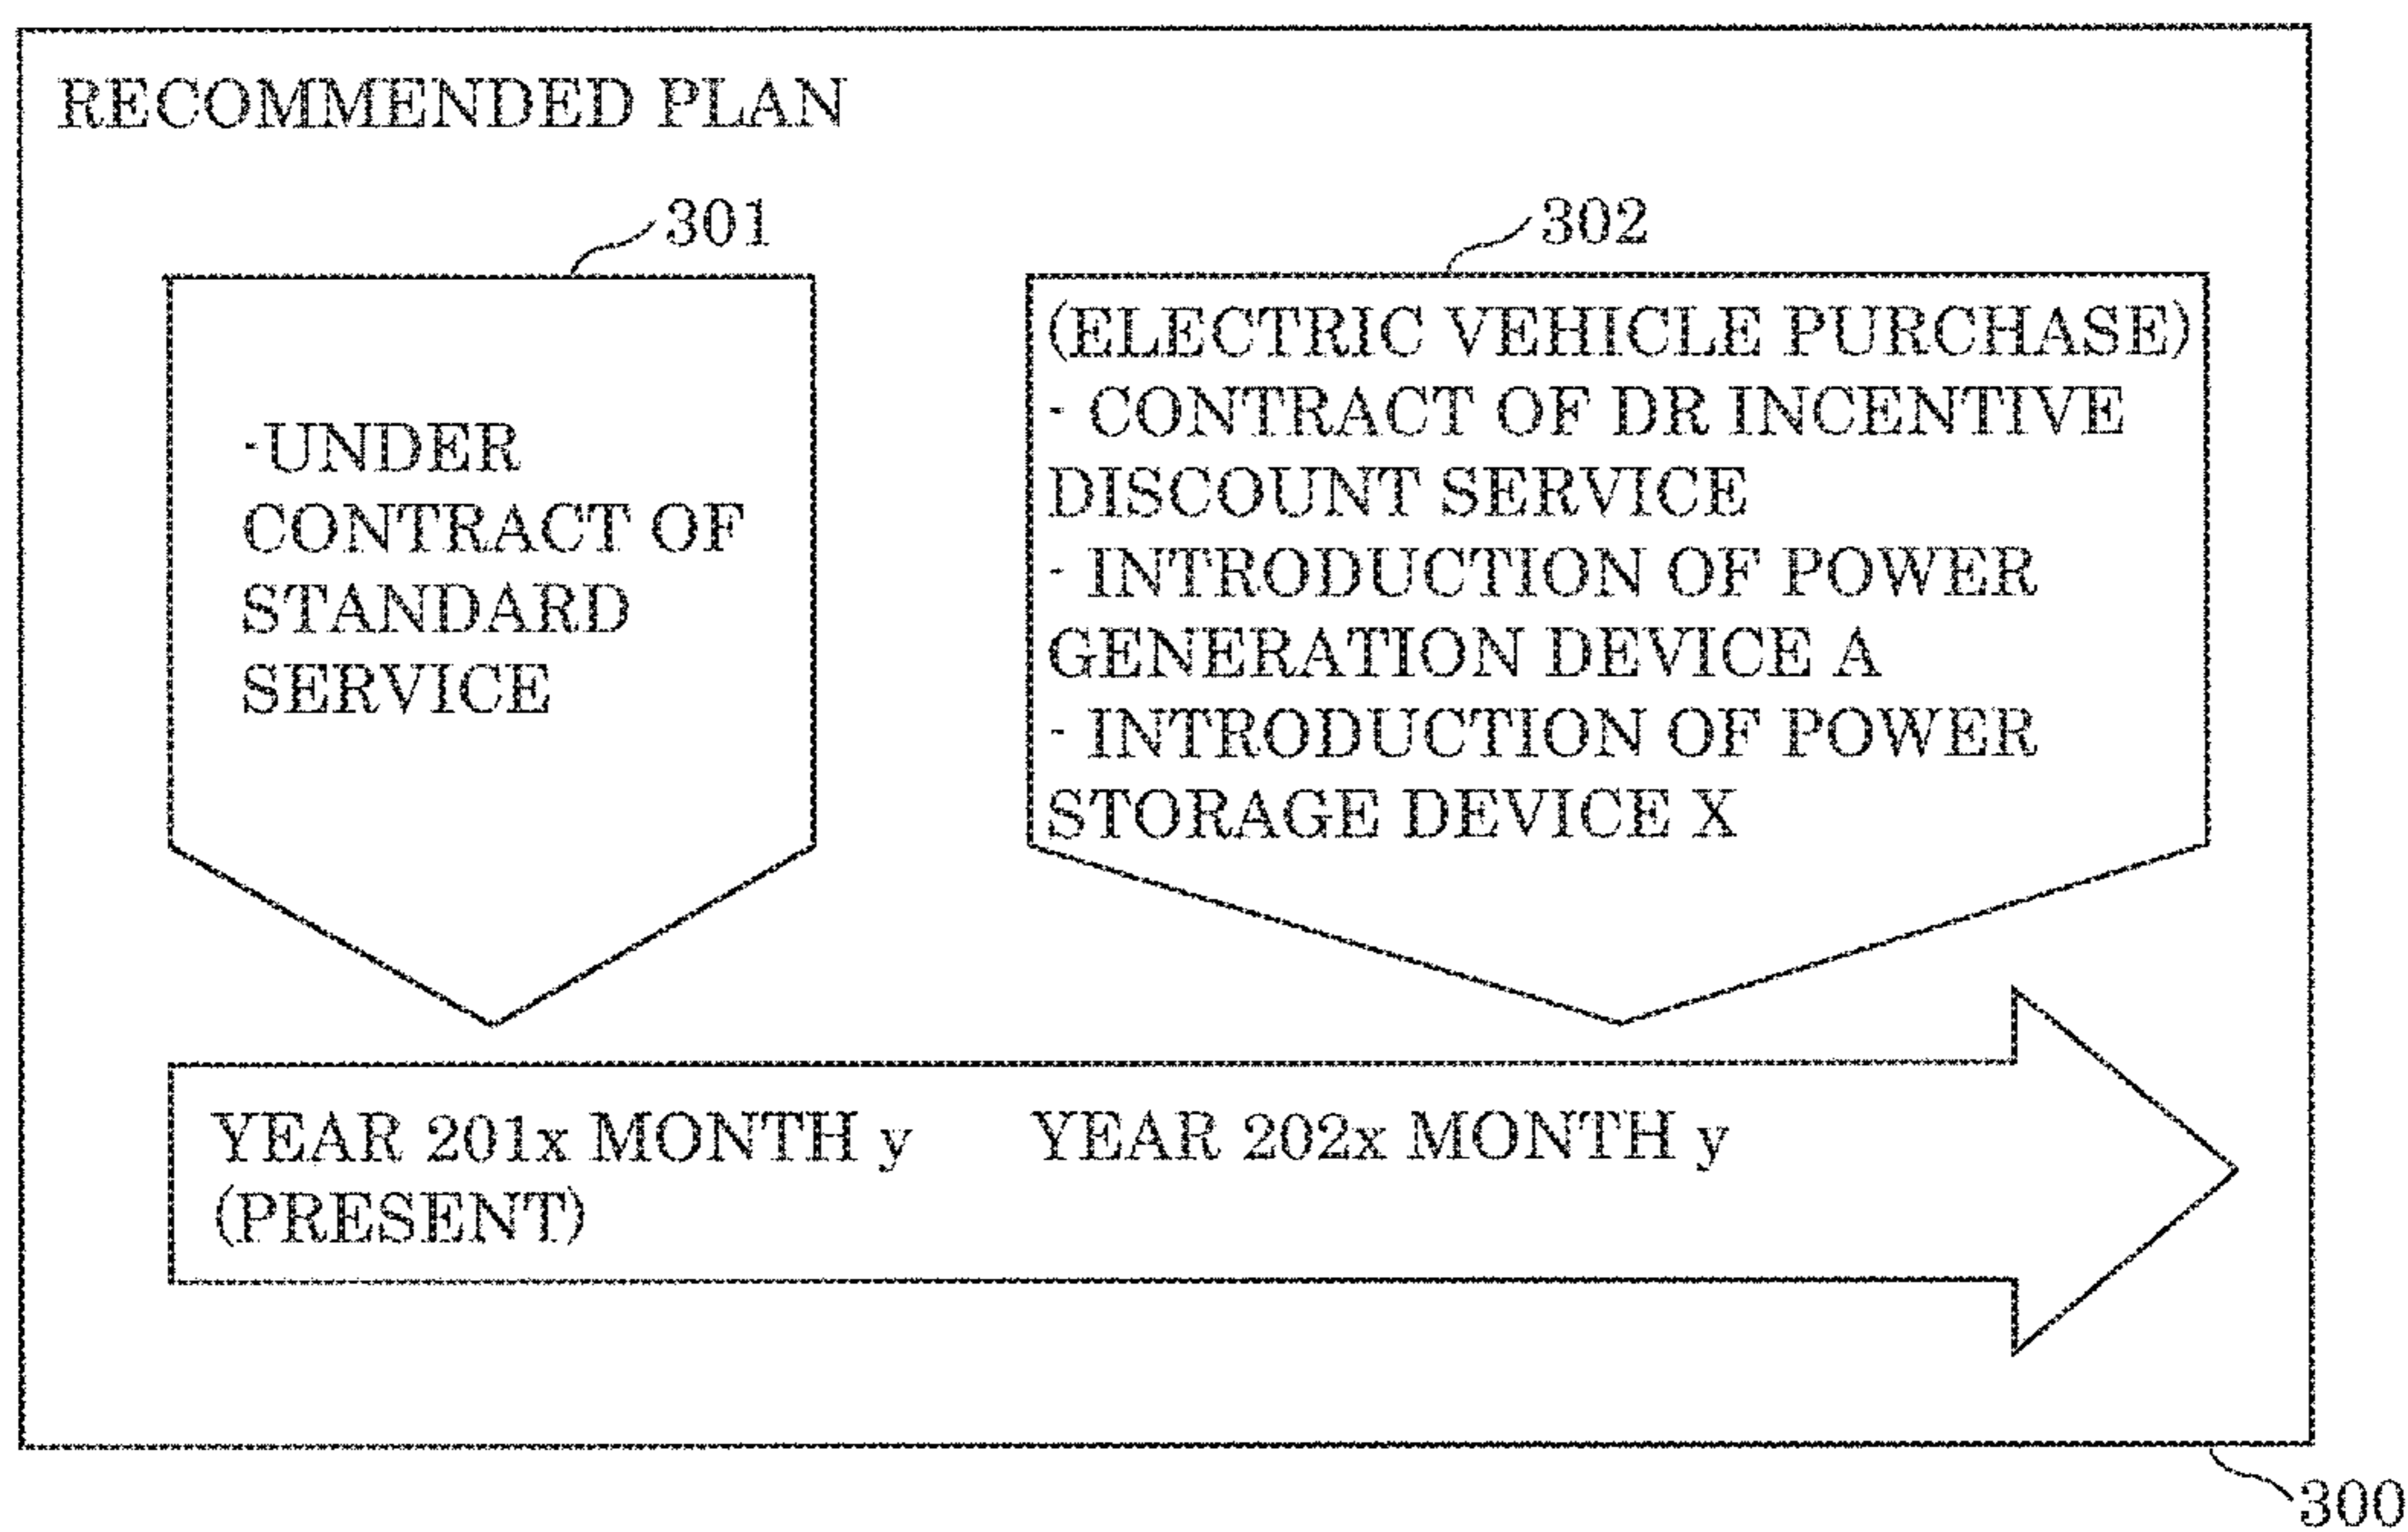 RECOMMENDED PLAN
301
302
-UNDER
CONTRACT OF
STANDARD
SERVICE
(ELECTRIC VEHICLE PURCHASE)
- CONTRACT OF DR INCENTIVE
DISCOUNT SERVICE
- INTRODUCTION OF POWER
GENERATION DEVICE A
- INTRODUCTION OF POWER
STORAGE DEVICE X
YEAR 201x MONTH y
(PRESENT)
YEAR 202x MONTH y
300